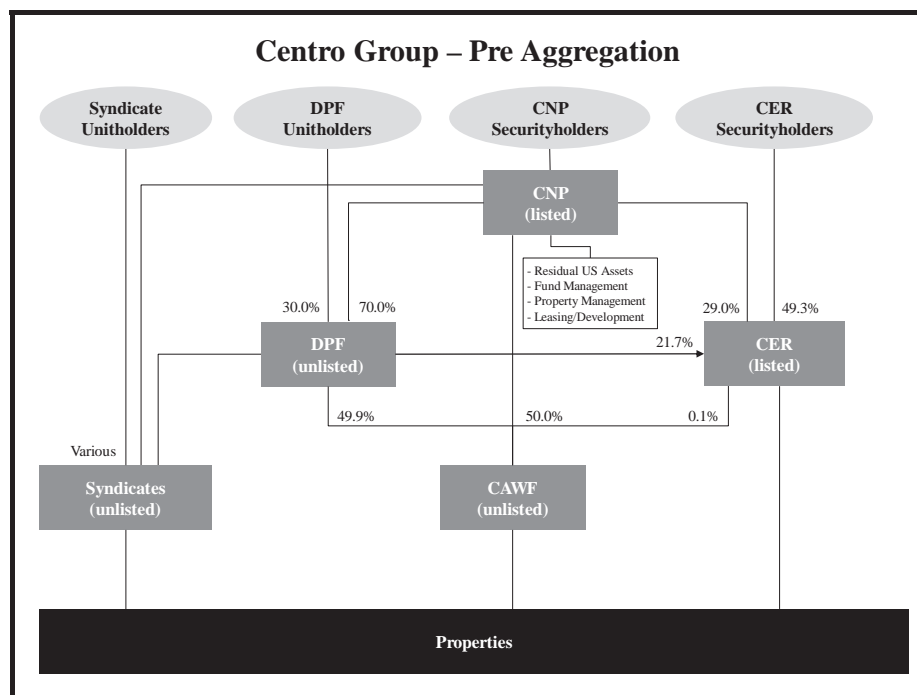 Centro Group – Pre Aggregation
Syndicate
Unitholders
DPF
Unitholders
CNP
Securityholders
CER
Securityholders
CNP
(listed)
- Residual US Assets
- Fund Management
- Property Management
- Leasing/Development
30.0%
70.0%
29.0%
49.3%
DPF
(unlisted)
21.7%
CER
(listed)
49.9%
50.0%
0.1%
Various
Syndicates
(unlisted)
CAWF
(unlisted)
Properties